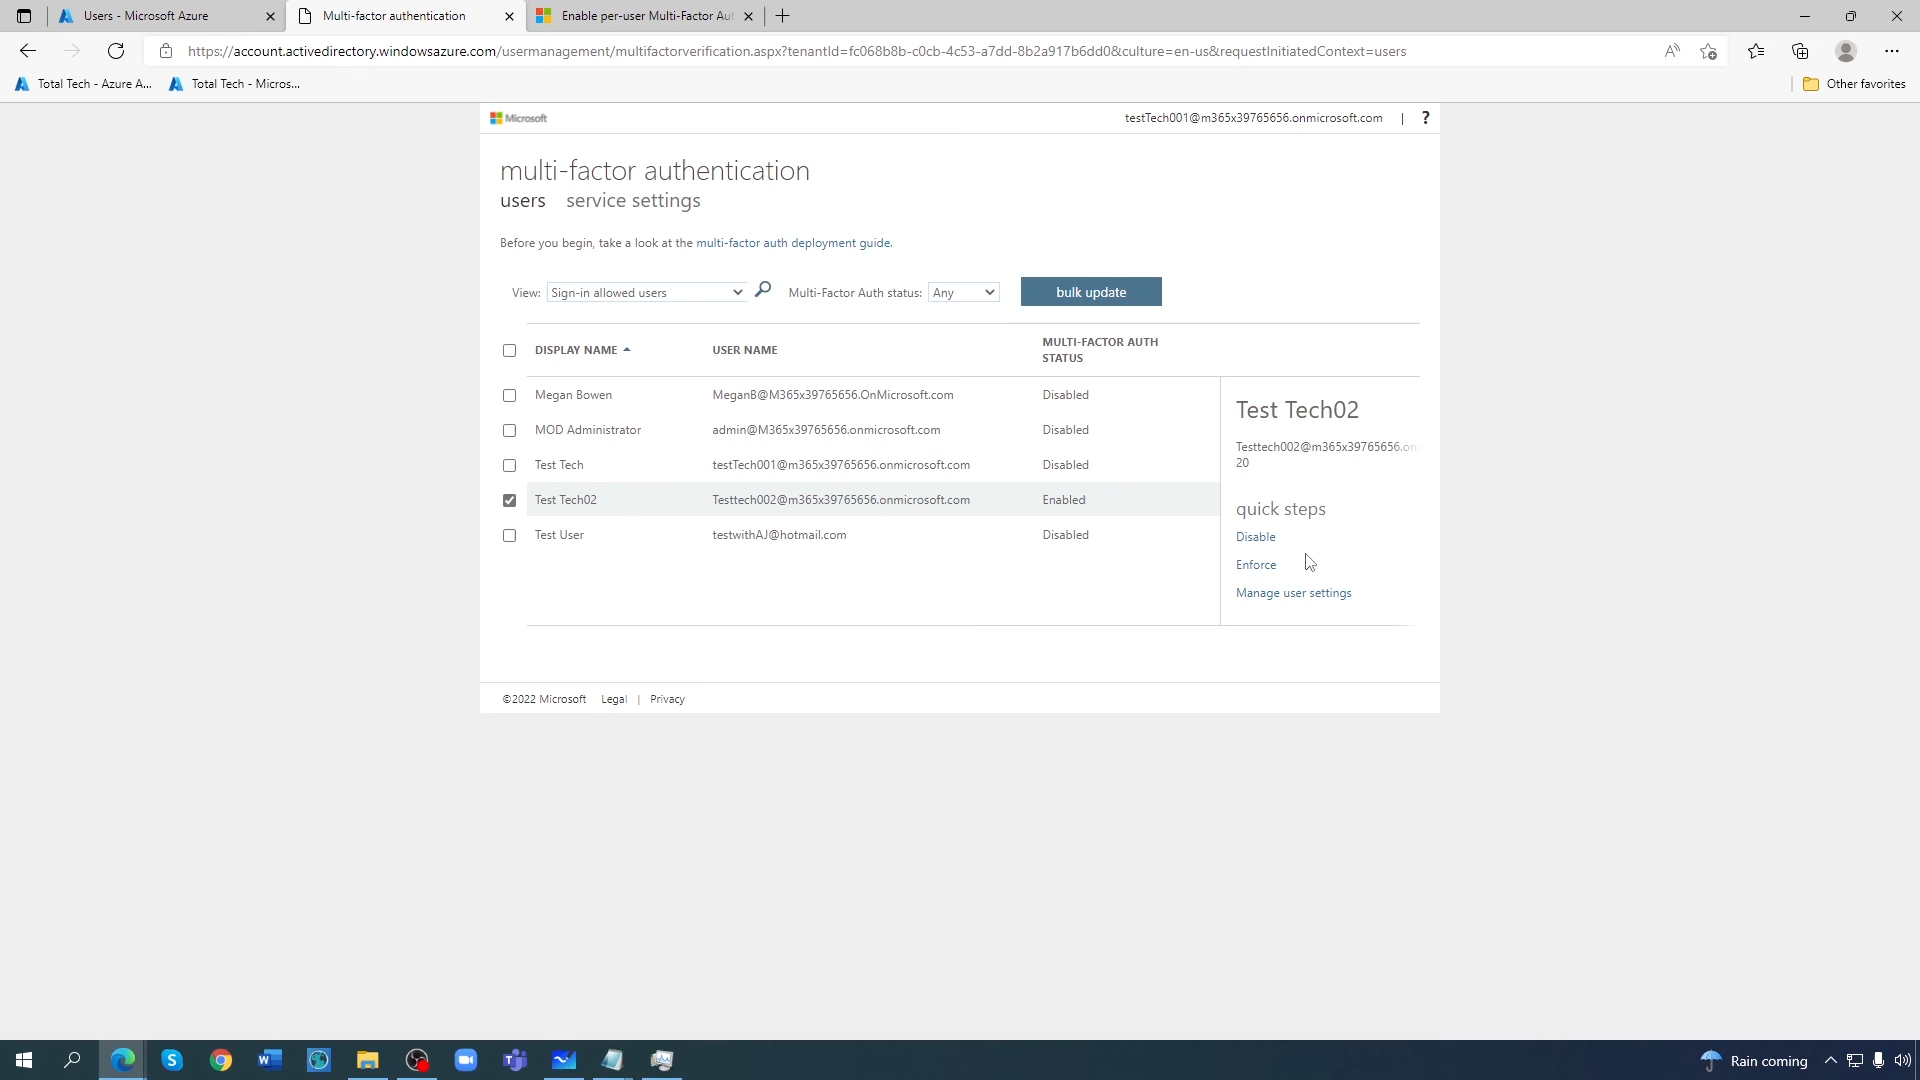 Users - Microsoft Azure
Multi-factor authentication
Enable per-user Multi-Factor Aut
https://account.activedirectory.windowsazure.com/usermanagement/multifactorverification.aspx?tenantId=fc068b8b-c0cb-4c53-a7dd-8b2a917b6dd0&culture=en-us&requestInitiatedContext=users
Total Tech - Azure A...
Total Tech - Micros...
Other favorites
Microsoft
testTech001@m365x39765656.onmicrosoft.com | ?
multi-factor authentication
users service settings
Before you begin, take a look at the multi-factor auth deployment guide.
View: Sign-in allowed users Multi-Factor Auth status: Any bulk update
DISPLAY NAME USER NAME MULTI-FACTOR AUTH
STATUS
Megan Bowen MeganB@M365x39765656.OnMicrosoft.com Disabled
MOD Administrator admin@M365x39765656.onmicrosoft.com Disabled
Test Tech testTech001@m365x39765656.onmicrosoft.com Disabled
Test Tech02 Testtech002@m365x39765656.onmicrosoft.com Enabled
Test User testwithAJ@hotmail.com Disabled
Test Tech02
Testtech002@m365x39765656.on
20
quick steps
Disable
Enforce
Manage user settings
©2022 Microsoft Legal | Privacy
Rain coming